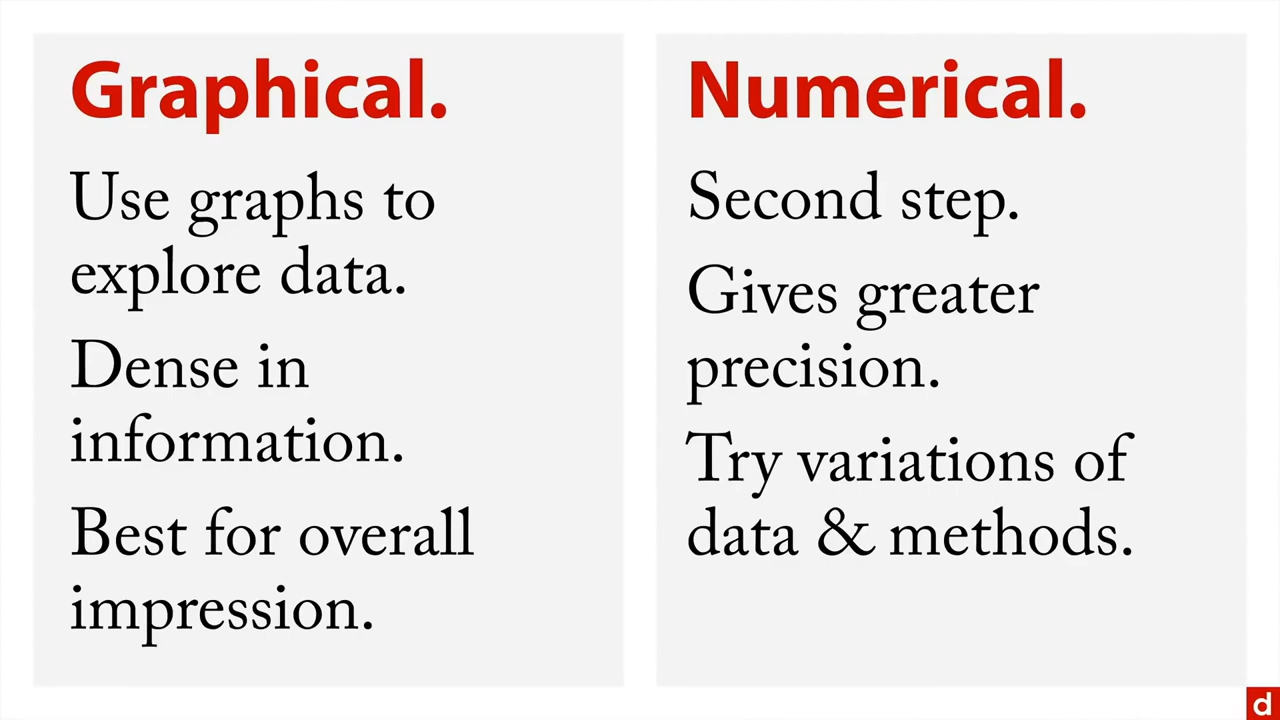 Graphical.
Use graphs to
explore data.
Dense in
information.
Best for overall
impression.
Numerical.
Second step.
Gives greater
precision.
Try variations of
data & methods.
d